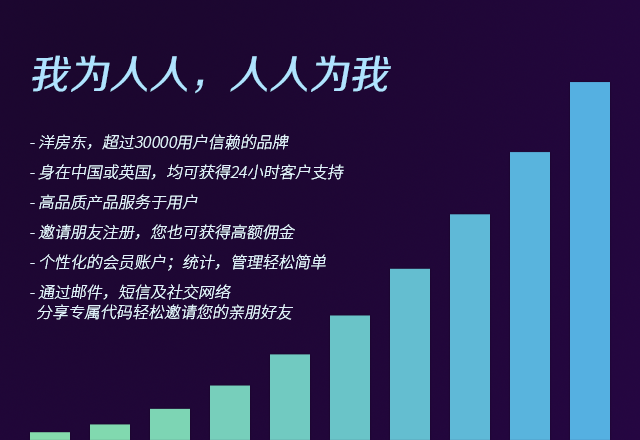 我为人人，人人为我
- 洋房东，超过30000用户信赖的品牌
- 身在中国或英国，均可获得24小时客户支持
- 高品质产品服务于用户
- 邀请朋友注册，您也可获得高额佣金
- 个性化的会员账户；统计，管理轻松简单
- 通过邮件，短信及社交网络
分享专属代码轻松邀请您的亲朋好友